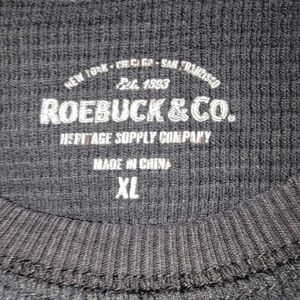 NEW YORK - CHICAGO - SAN FRANCISCO
Est. 1893
ROEBUCK & CO.
HERITAGE SUPPLY COMPANY
MADE IN CHINA
XL